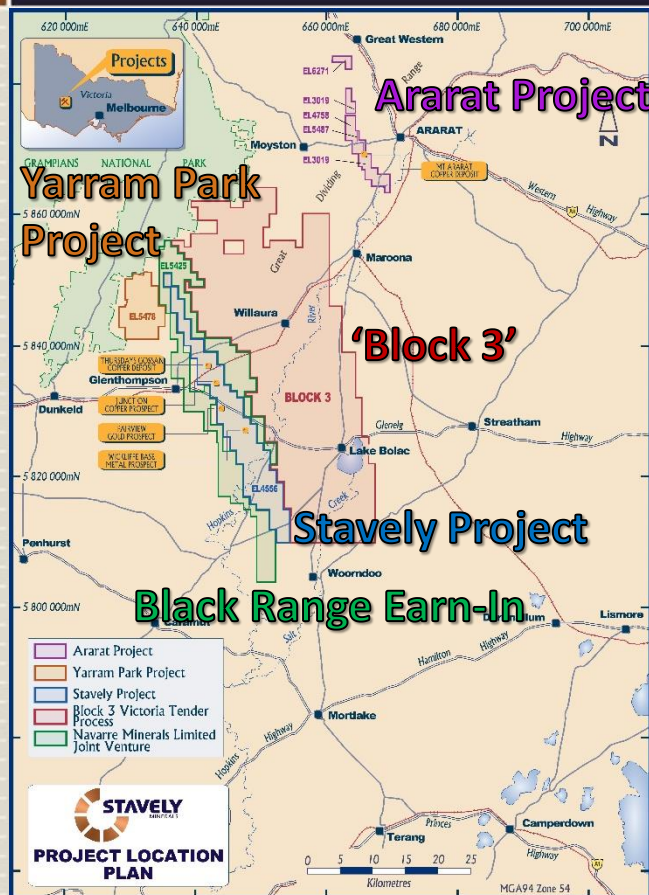 620 000mE
640 000mE
660 000mE
700 000mE
Great Western
Projects
Victoria
Melbourne
EL6271
Range
Ararat Project
EL3019
EL4758
EL5487
ARARAT
N
Moyston
EL3019
MT ARARAT
COPPER DEPOSIT
GRAMPIANS NATIONAL PARK
Dividing
Western
Highway
A8
Yarram Park
Project
5 860 000mN
Great
EL5425
Maroona
EL5478
Willaura
River
5 840 000mN
'Block 3'
THURSDAYS GOSSAN
COPPER DEPOSIT
Glenthompson
BLOCK 3
Dunkeld
JUNCTION
COPPER PROSPECT
Streatham
Glenelg
Highway
FAIRVIEW
GOLD PROSPECT
Lake Bolac
WICKLIFFE BASE
METAL PROSPECT
5 820 000mN
EL4556
Creek
Hopkins
Stavely Project
Penhurst
Woorndoo
5 800 000mN
Black Range Earn-In
Lismore
Caramut
Salt
Highway
Hamilton
Ararat Project
Yarram Park Project
Stavely Project
Block 3 Victoria Tender
Process
Navarre Minerals Limited
Joint Venture
Mortlake
Highway
Hopkins
STAVELY
MINERALS
PROJECT LOCATION
PLAN
Princes
Camperdown
Terang
Highway
0 5 10 15 20 25
Kilometres
MGA94 Zone 54